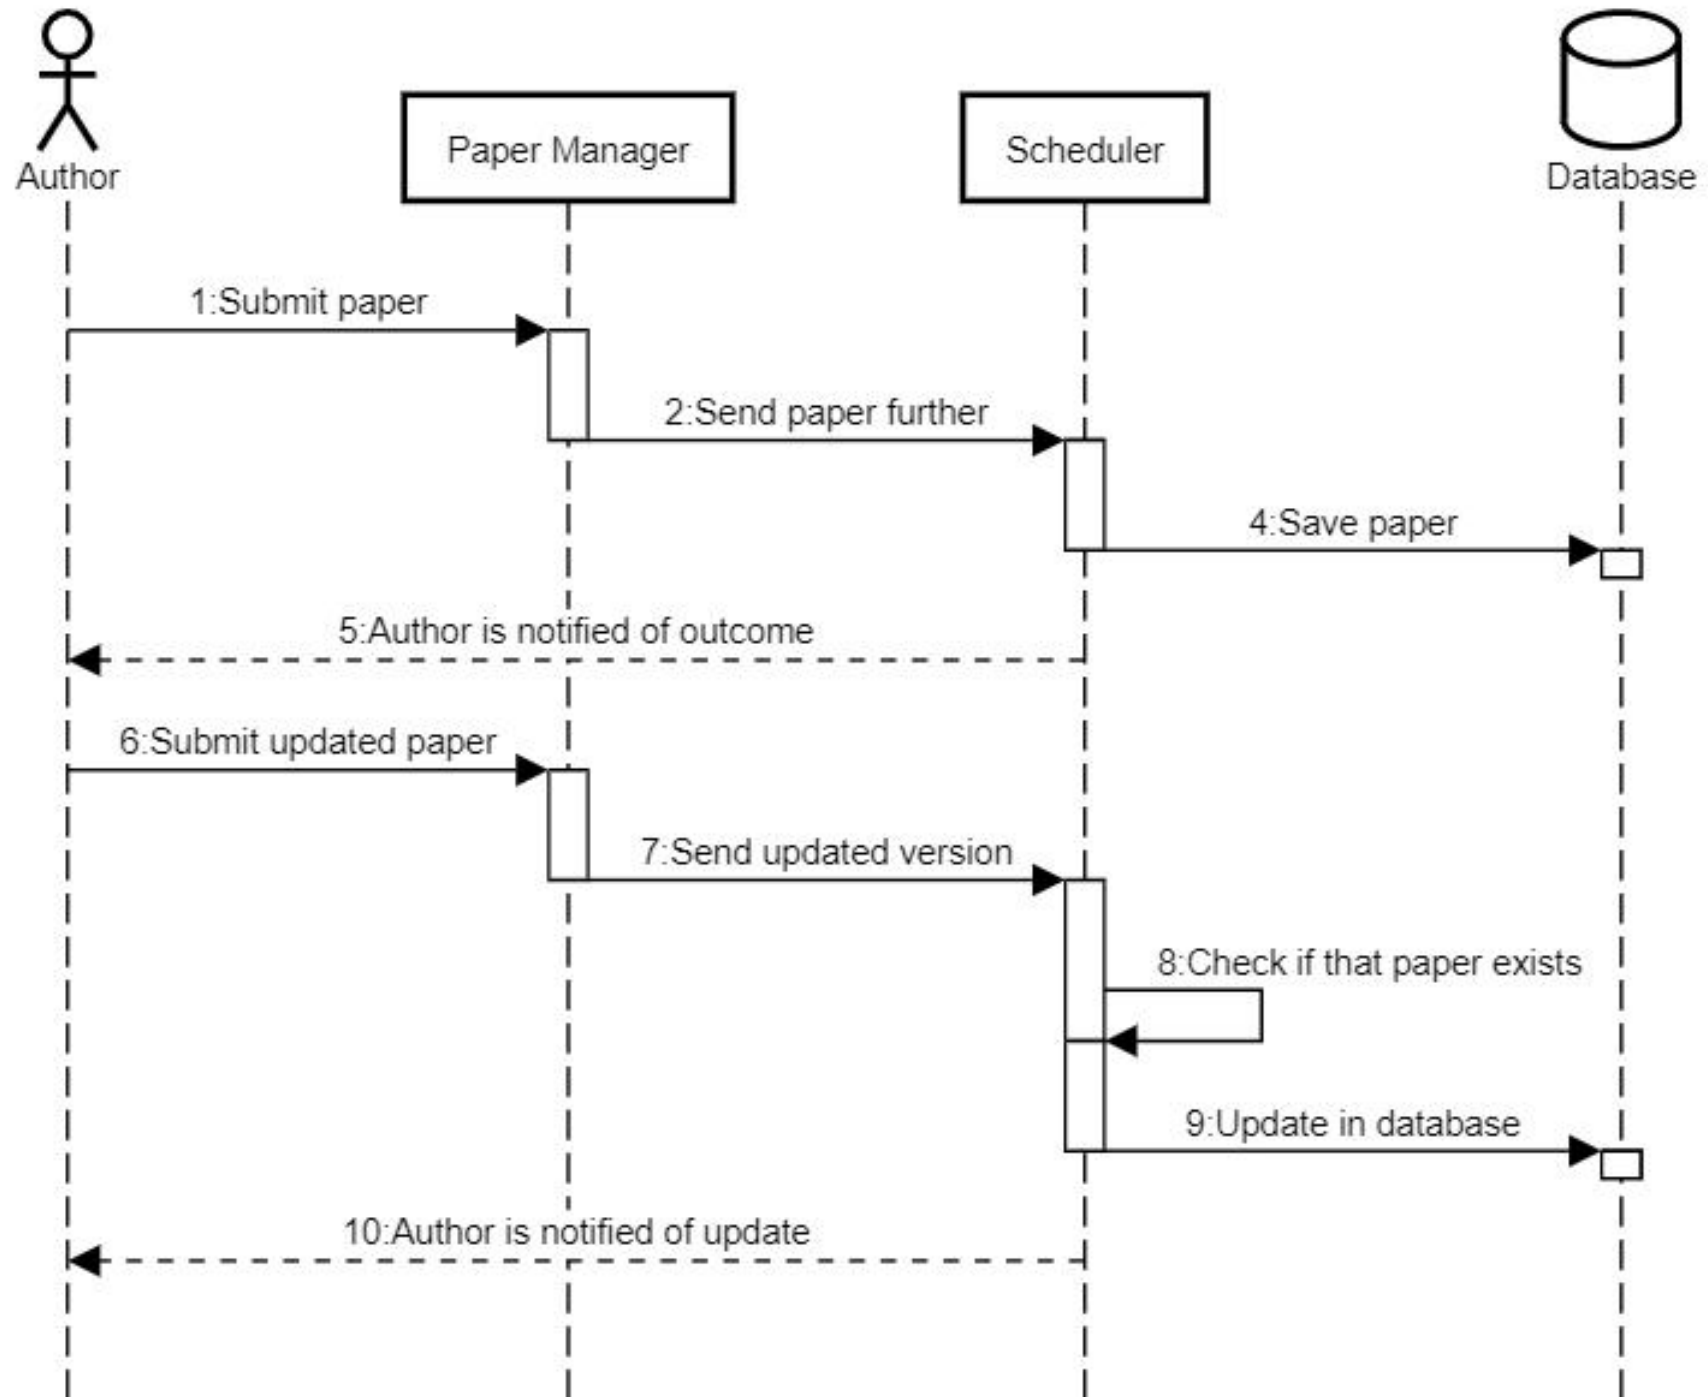 Author
Paper Manager
Scheduler
Database
1:Submit paper
2:Send paper further
4:Save paper
5:Author is notified of outcome
6:Submit updated paper
7:Send updated version
8:Check if that paper exists
9:Update in database
10:Author is notified of update